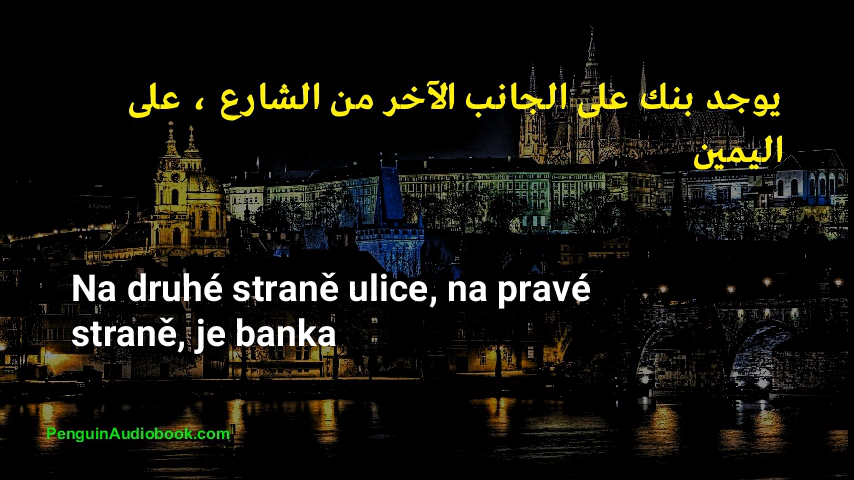 يوجد بنك على الجانب الآخر من الشارع ، على
اليمين
Na druhé straně ulice, na pravé
straně, je banka
PenguinAudiobook.com